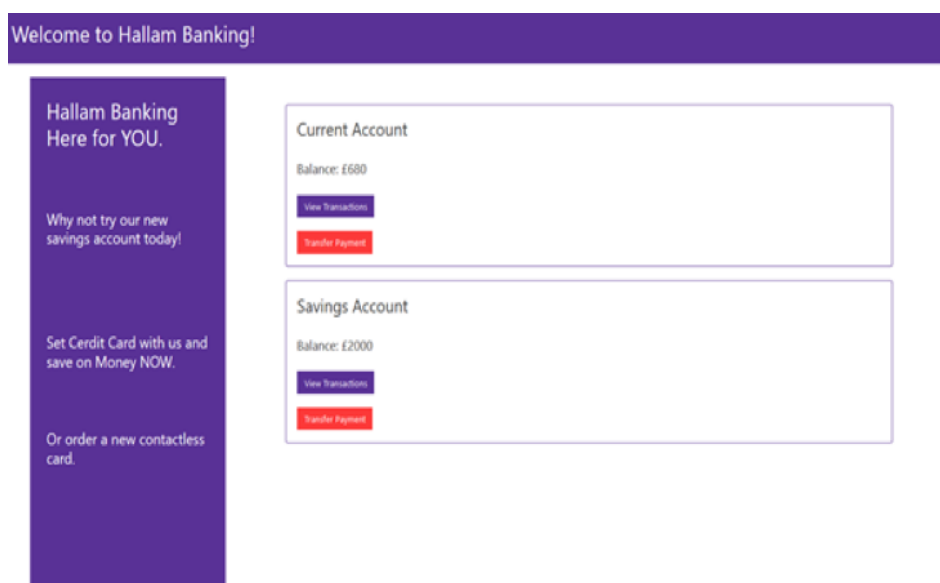 Welcome to Hallam Banking!
Hallam Banking
Here for YOU.
Why not try our new
savings account today!
Set Cerdit Card with us and
save on Money NOW.
Or order a new contactless
card.
Current Account
Balance: £680
View Transactions
Transfer Payment
Savings Account
Balance: £2000
View Transactions
Transfer Payment